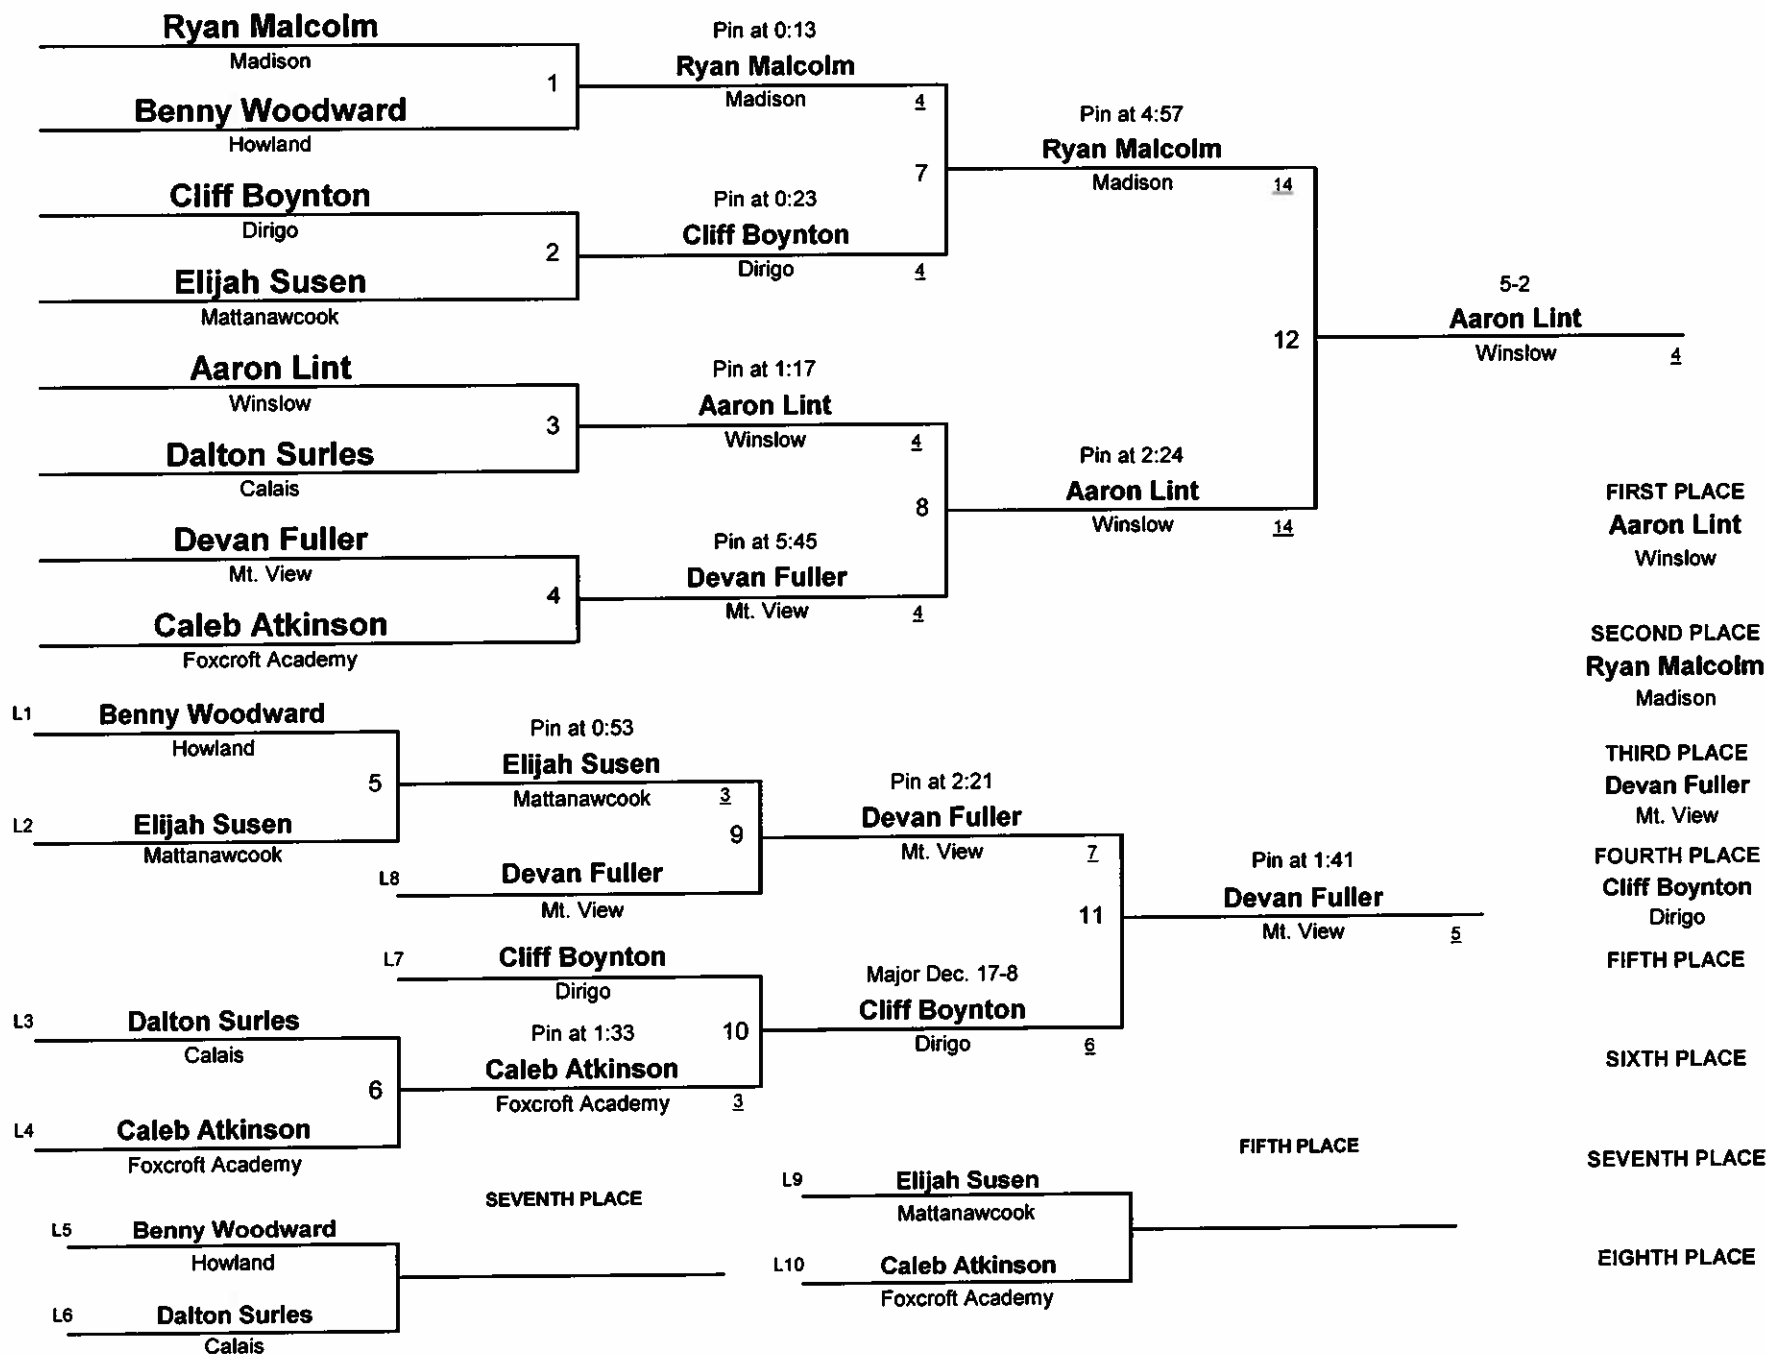 Ryan Malcolm
Madison
1
Benny Woodward
Howland
Cliff Boynton
Dirigo
2
Elijah Susen
Mattanawcook
Aaron Lint
Winslow
3
Dalton Surles
Calais
Devan Fuller
Mt. View
4
Caleb Atkinson
Foxcroft Academy
Pin at 0:13
Ryan Malcolm
Madison 4
7
Pin at 0:23
Cliff Boynton
Dirigo 4
Pin at 1:17
Aaron Lint
Winslow 4
8
Pin at 5:45
Devan Fuller
Mt. View 4
Pin at 4:57
Ryan Malcolm
Madison 14
12
Pin at 2:24
Aaron Lint
Winslow 14
5-2
Aaron Lint
Winslow 4
L1 Benny Woodward
Howland
5
L2 Elijah Susen
Mattanawcook
L3 Dalton Surles
Calais
6
L4 Caleb Atkinson
Foxcroft Academy
Pin at 0:53
Elijah Susen
Mattanawcook 3
9
L8 Devan Fuller
Mt. View
L7 Cliff Boynton
Dirigo
10
Pin at 1:33
Caleb Atkinson
Foxcroft Academy 3
Pin at 2:21
Devan Fuller
Mt. View 7
11
Major Dec. 17-8
Cliff Boynton
Dirigo 6
Pin at 1:41
Devan Fuller
Mt. View 5
SEVENTH PLACE
L5 Benny Woodward
Howland
L6 Dalton Surles
Calais
FIFTH PLACE
L9 Elijah Susen
Mattanawcook
L10 Caleb Atkinson
Foxcroft Academy
FIRST PLACE
Aaron Lint
Winslow
SECOND PLACE
Ryan Malcolm
Madison
THIRD PLACE
Devan Fuller
Mt. View
FOURTH PLACE
Cliff Boynton
Dirigo
FIFTH PLACE
SIXTH PLACE
SEVENTH PLACE
EIGHTH PLACE